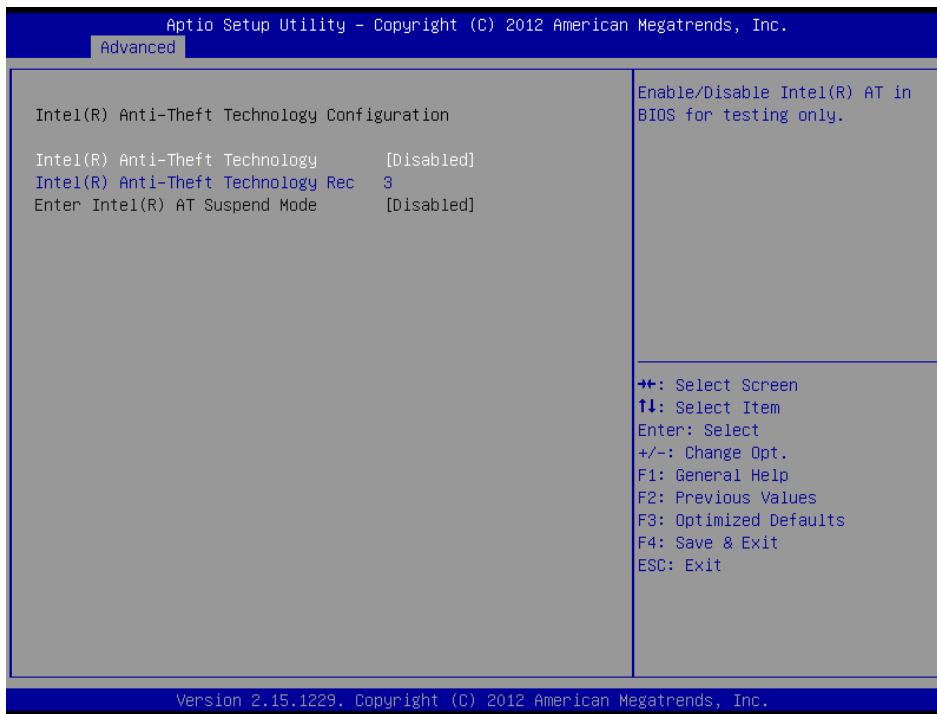 Aptio Setup Utility – Copyright (C) 2012 American Megatrends, Inc.
Advanced
Intel(R) Anti-Theft Technology Configuration
Intel(R) Anti-Theft Technology [Disabled]
Intel(R) Anti-Theft Technology Rec 3
Enter Intel(R) AT Suspend Mode [Disabled]
Enable/Disable Intel(R) AT in
BIOS for testing only.
→←: Select Screen
↑↓: Select Item
Enter: Select
+/-: Change Opt.
F1: General Help
F2: Previous Values
F3: Optimized Defaults
F4: Save & Exit
ESC: Exit
Version 2.15.1229. Copyright (C) 2012 American Megatrends, Inc.